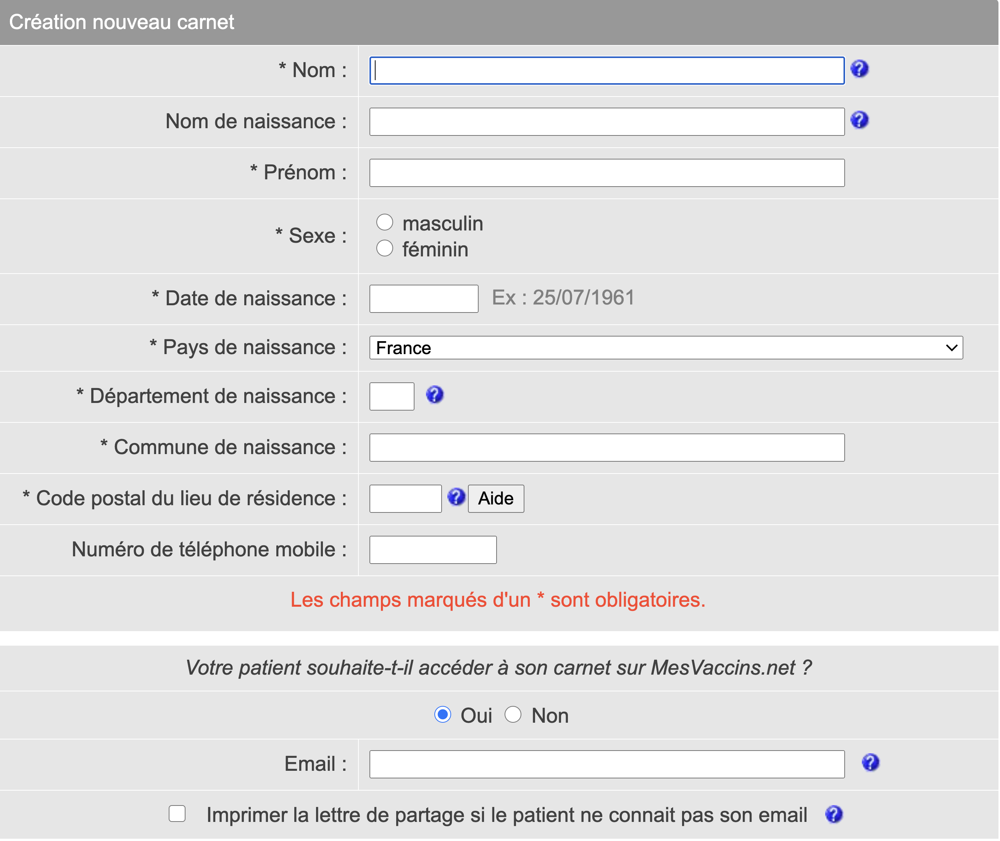 Création nouveau carnet
* Nom :
Nom de naissance :
* Prénom :
* Sexe :
masculin
féminin
* Date de naissance :
Ex : 25/07/1961
* Pays de naissance :
France
* Département de naissance :
* Commune de naissance :
* Code postal du lieu de résidence :
Aide
Numéro de téléphone mobile :
Les champs marqués d'un * sont obligatoires.
Votre patient souhaite-t-il accéder à son carnet sur MesVaccins.net ?
Oui Non
Email :
Imprimer la lettre de partage si le patient ne connait pas son email